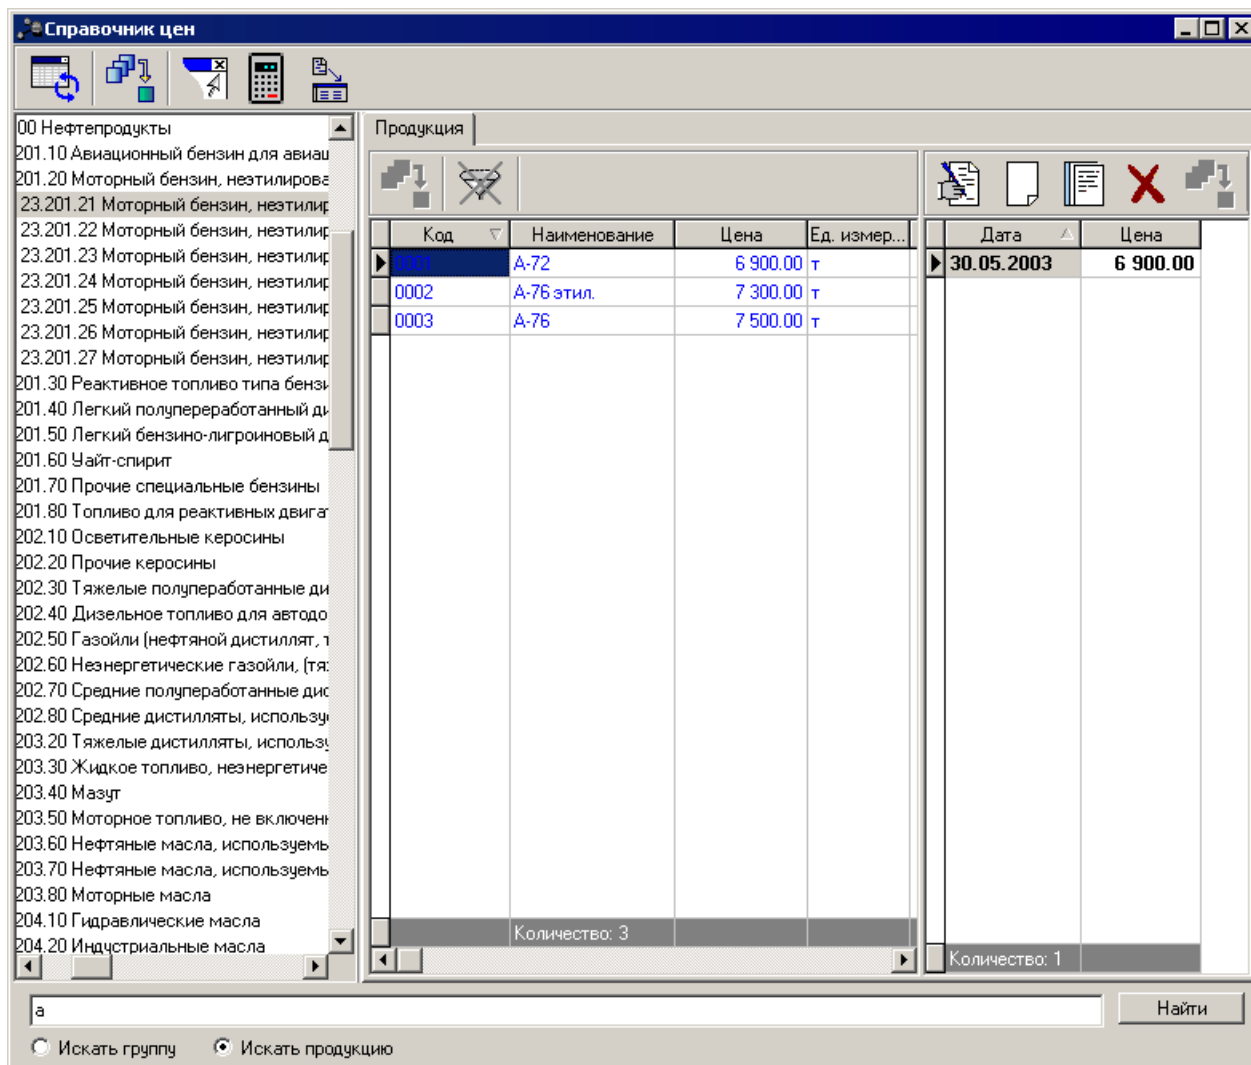 Справочник цен
00 Нефтепродукты
201.10 Авиационный бензин для авиац
201.20 Моторный бензин, неэтилирова
23.201.21 Моторный бензин, неэтилир
23.201.22 Моторный бензин, неэтилир
23.201.23 Моторный бензин, неэтилир
23.201.24 Моторный бензин, неэтилир
23.201.25 Моторный бензин, неэтилир
23.201.26 Моторный бензин, неэтилир
23.201.27 Моторный бензин, неэтилир
201.30 Реактивное топливо типа бензи
201.40 Легкий полупереработанный ди
201.50 Легкий бензино-лигроиновый д
201.60 Уайт-спирит
201.70 Прочие специальные бензины
201.80 Топливо для реактивных двигат
202.10 Осветительные керосины
202.20 Прочие керосины
202.30 Тяжелые полупеработанные ди
202.40 Дизельное топливо для автодо
202.50 Газойли (нефтяной дистиллят, т
202.60 Неэнергетические газойли, (тя
202.70 Средние полупеработанные дис
202.80 Средние дистилляты, используе
203.20 Тяжелые дистилляты, использу
203.30 Жидкое топливо, неэнергетиче
203.40 Мазут
203.50 Моторное топливо, не включенн
203.60 Нефтяные масла, используемы
203.70 Нефтяные масла, используемы
203.80 Моторные масла
204.10 Гидравлические масла
204.20 Индустриальные масла
Продукция
Код Наименование Цена Ед. измер...
0001 А-72 6 900.00 т
0002 А-76 этил. 7 300.00 т
0003 А-76 7 500.00 т
Количество: 3
Дата Цена
30.05.2003 6 900.00
Количество: 1
а
Найти
Искать группу Искать продукцию